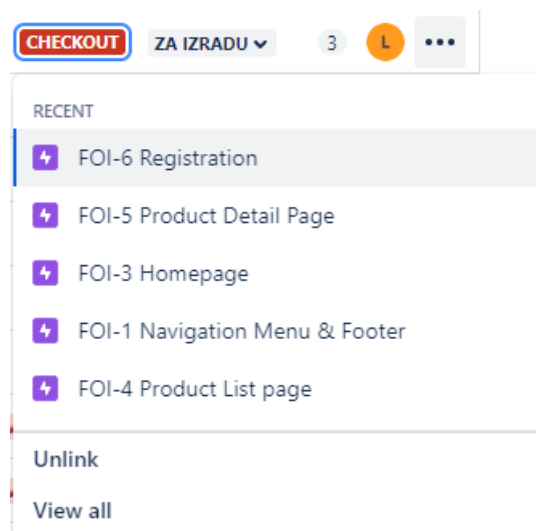 CHECKOUT ZA IZRADU 3 L
RECENT
FOI-6 Registration
FOI-5 Product Detail Page
FOI-3 Homepage
FOI-1 Navigation Menu & Footer
FOI-4 Product List page
Unlink
View all